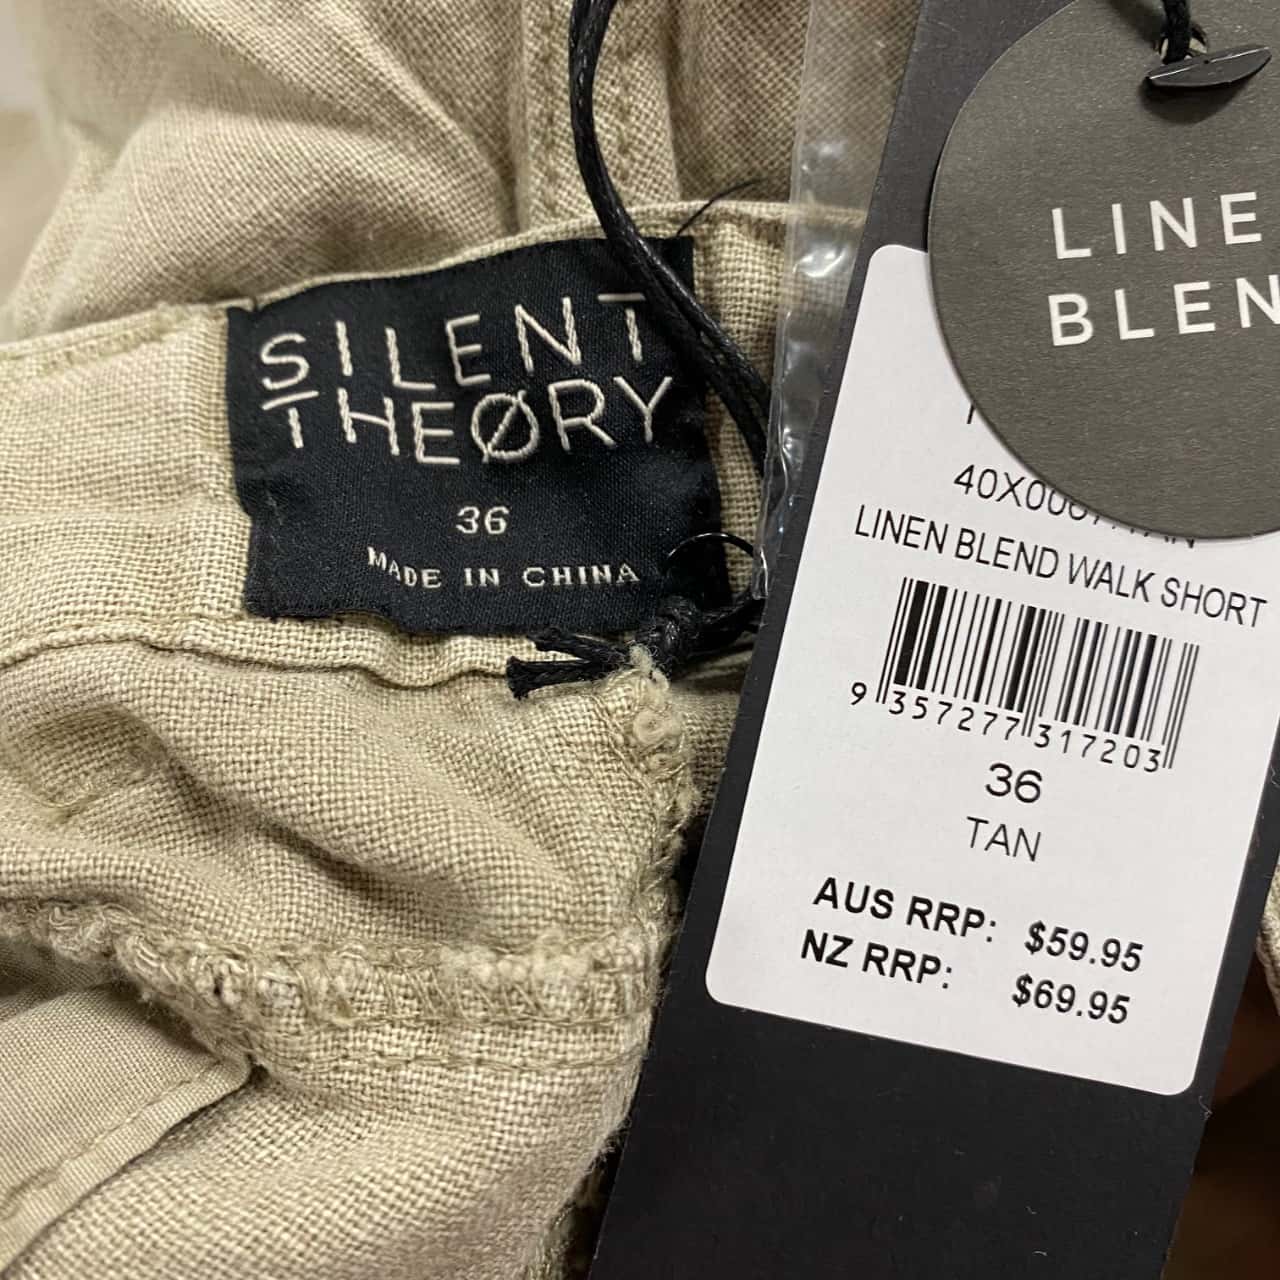 SILENT
THEØRY
36
MADE IN CHINA
LINE
BLEN
LINEN BLEND WALK SHORT
9 357277 317203
36
TAN
AUS RRP: $59.95
NZ RRP: $69.95